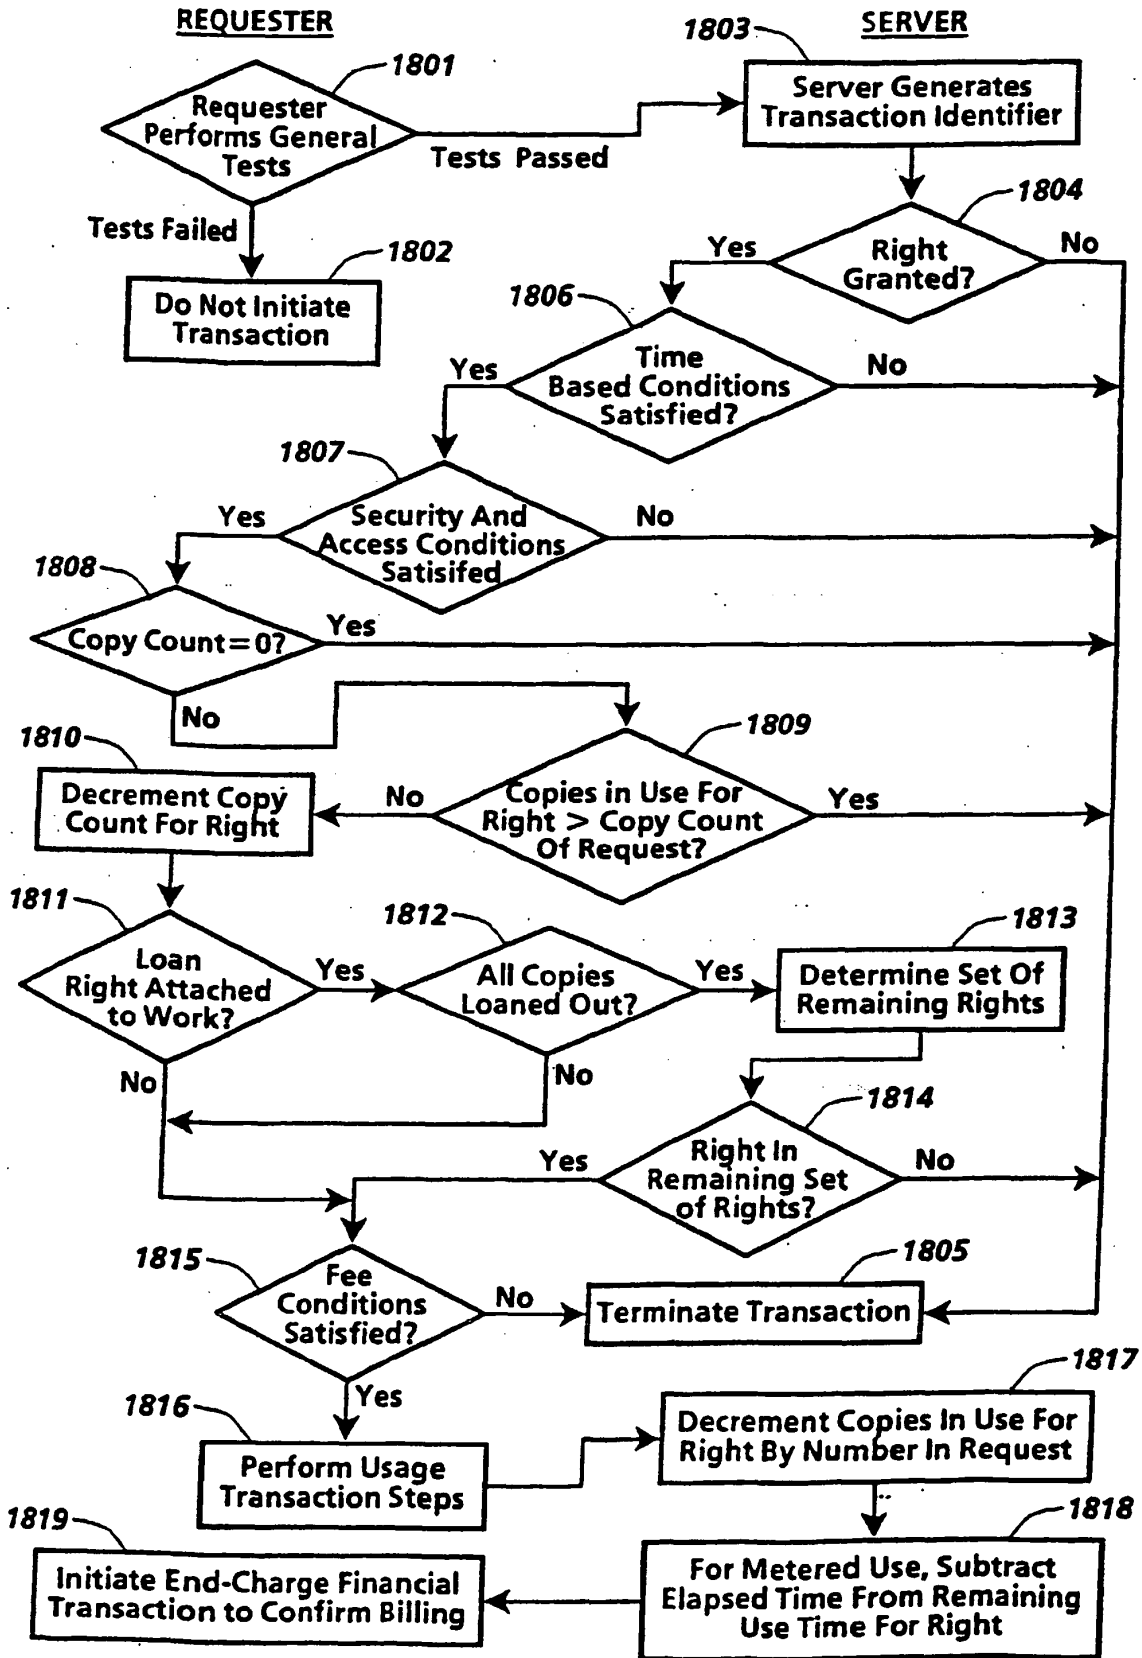 REQUESTER
SERVER
1801
1803
Requester
Performs General
Tests
Tests Passed
Server Generates
Transaction Identifier
Tests Failed
1802
Do Not Initiate
Transaction
1804
Right
Granted?
Yes
No
1806
Time
Based Conditions
Satisfied?
Yes
No
1807
Security And
Access Conditions
Satisifed
Yes
No
1808
Copy Count=0?
Yes
No
1809
Copies in Use For
Right > Copy Count
Of Request?
No
Yes
1810
Decrement Copy
Count For Right
1811
Loan
Right Attached
to Work?
Yes
No
1812
All Copies
Loaned Out?
Yes
No
1813
Determine Set Of
Remaining Rights
1814
Right In
Remaining Set
of Rights?
Yes
No
1815
Fee
Conditions
Satisfied?
No
Yes
1805
Terminate Transaction
1816
Perform Usage
Transaction Steps
1817
Decrement Copies In Use For
Right By Number In Request
1818
For Metered Use, Subtract
Elapsed Time From Remaining
Use Time For Right
1819
Initiate End-Charge Financial
Transaction to Confirm Billing